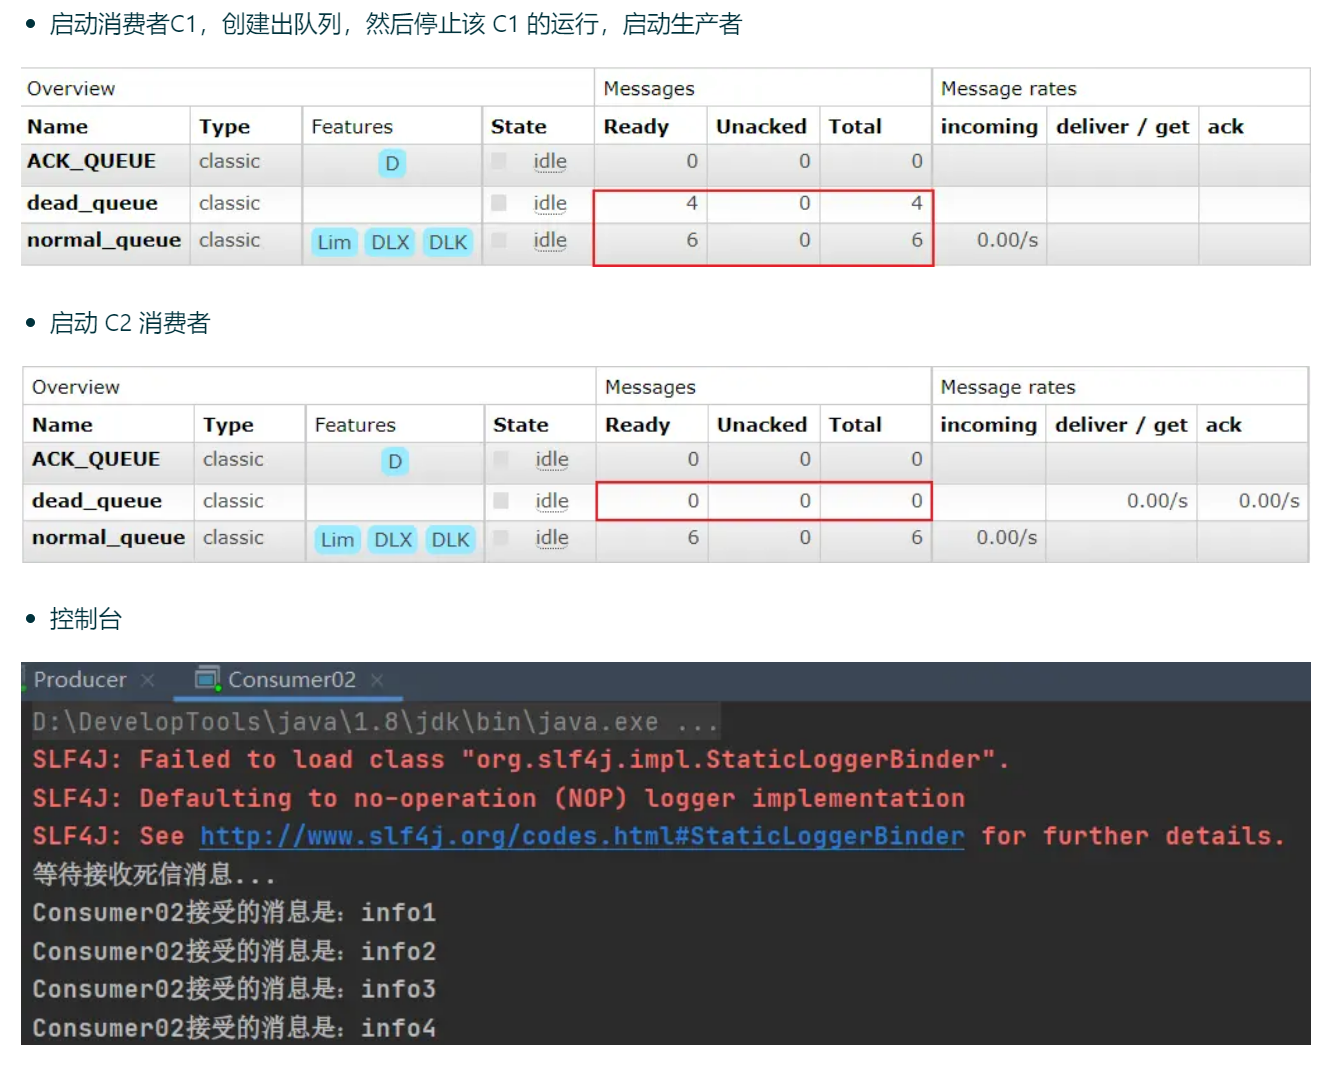 启动消费者C1，创建出队列，然后停止该 C1 的运行，启动生产者
Overview Messages Message rates
Name Type Features State Ready Unacked Total incoming deliver / get ack
ACK_QUEUE classic D idle 0 0 0
dead_queue classic idle 4 0 4
normal_queue classic Lim DLX DLK idle 6 0 6 0.00/s
启动 C2 消费者
Overview Messages Message rates
Name Type Features State Ready Unacked Total incoming deliver / get ack
ACK_QUEUE classic D idle 0 0 0
dead_queue classic idle 0 0 0 0.00/s 0.00/s
normal_queue classic Lim DLX DLK idle 6 0 6 0.00/s
控制台
Producer × Consumer02 ×
D:\DevelopTools\java\1.8\jdk\bin\java.exe ...
SLF4J: Failed to load class "org.slf4j.impl.StaticLoggerBinder".
SLF4J: Defaulting to no-operation (NOP) logger implementation
SLF4J: See http://www.slf4j.org/codes.html#StaticLoggerBinder for further details.
等待接收死信消息...
Consumer02接受的消息是：info1
Consumer02接受的消息是：info2
Consumer02接受的消息是：info3
Consumer02接受的消息是：info4